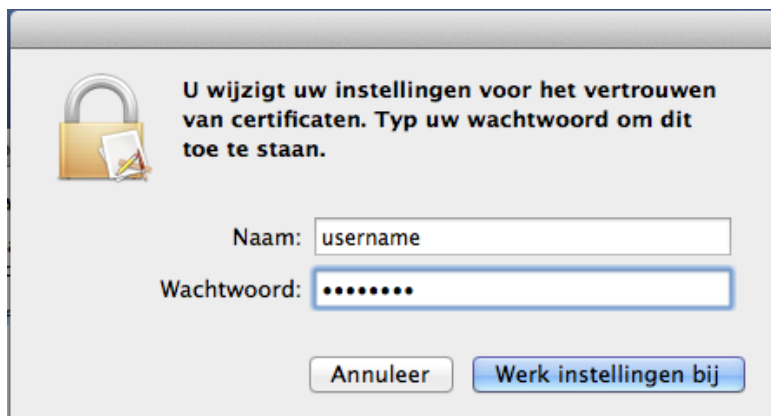 U wijzigt uw instellingen voor het vertrouwen
van certificaten. Typ uw wachtwoord om dit
toe te staan.
Naam: username
Wachtwoord: ••••••••
Annuleer Werk instellingen bij